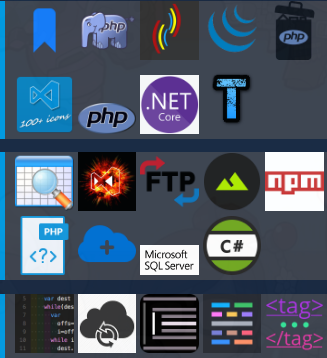 php
php
100+ icons
php
.NET
Core
T
FTP
npm
PHP
<?>
Microsoft
SQL Server
C#
var dest
while(des
var
offs=
i=off
while i
dest.
<tag>
</tag>